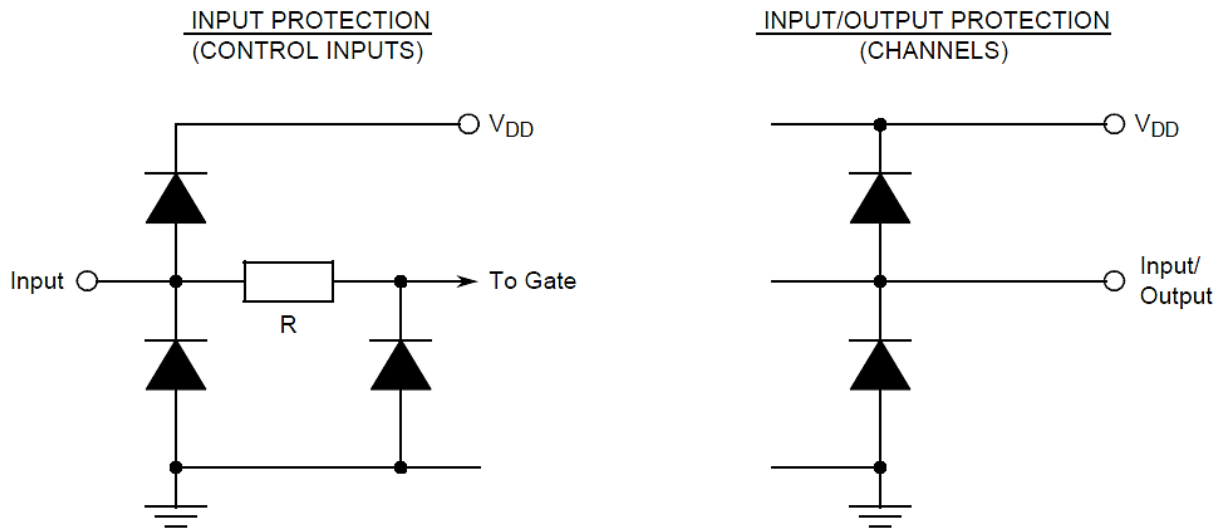 INPUT PROTECTION
(CONTROL INPUTS)
VDD
Input
R
To Gate
INPUT/OUTPUT PROTECTION
(CHANNELS)
VDD
Input/
Output